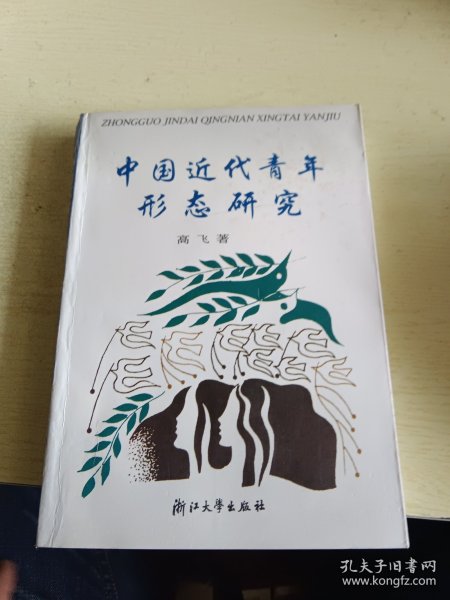 ZHONGGUO JINDAI QINGNIAN XINGTAI YANJIU
中国近代青年
形态研究
高飞著
浙江大學出版社
孔夫子旧书网
www.kongfz.com